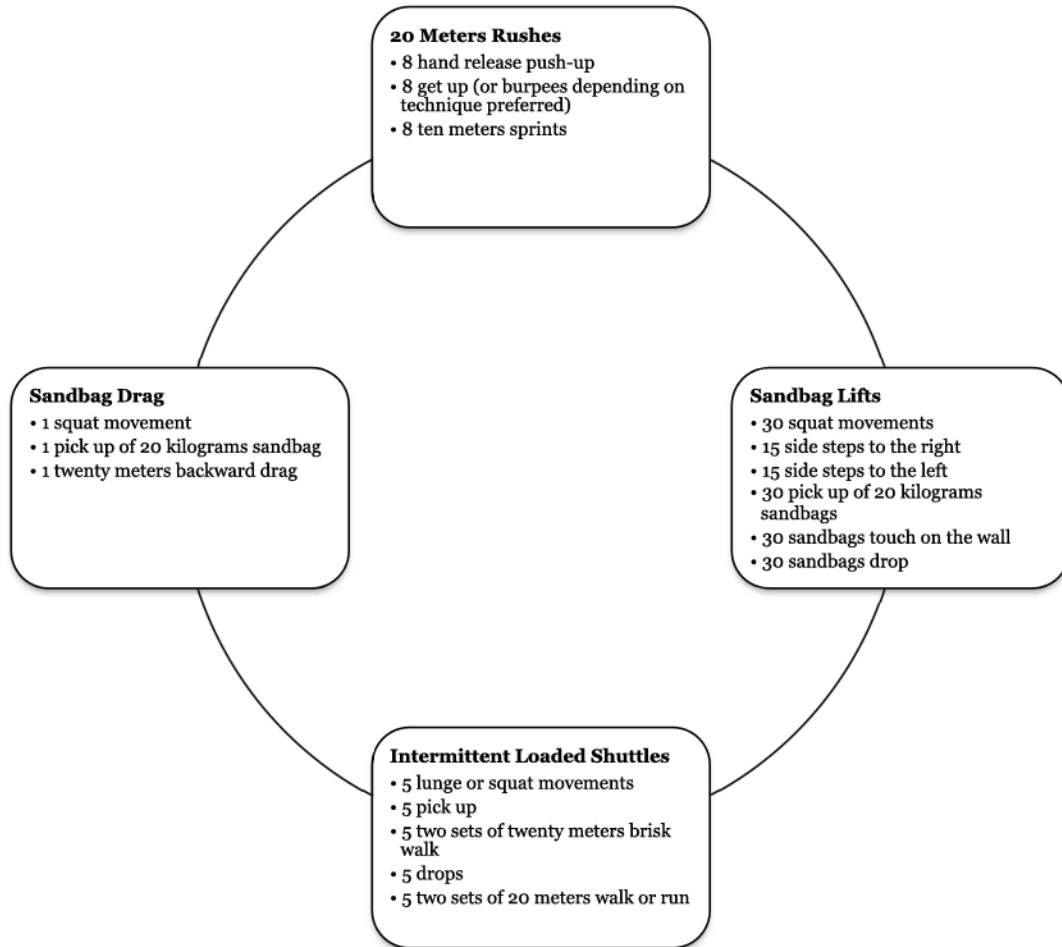 20 Meters Rushes
• 8 hand release push-up
• 8 get up (or burpees depending on
technique preferred)
• 8 ten meters sprints
Sandbag Drag
• 1 squat movement
• 1 pick up of 20 kilograms sandbag
• 1 twenty meters backward drag
Sandbag Lifts
• 30 squat movements
• 15 side steps to the right
• 15 side steps to the left
• 30 pick up of 20 kilograms
sandbags
• 30 sandbags touch on the wall
• 30 sandbags drop
Intermittent Loaded Shuttles
• 5 lunge or squat movements
• 5 pick up
• 5 two sets of twenty meters brisk
walk
• 5 drops
• 5 two sets of 20 meters walk or run